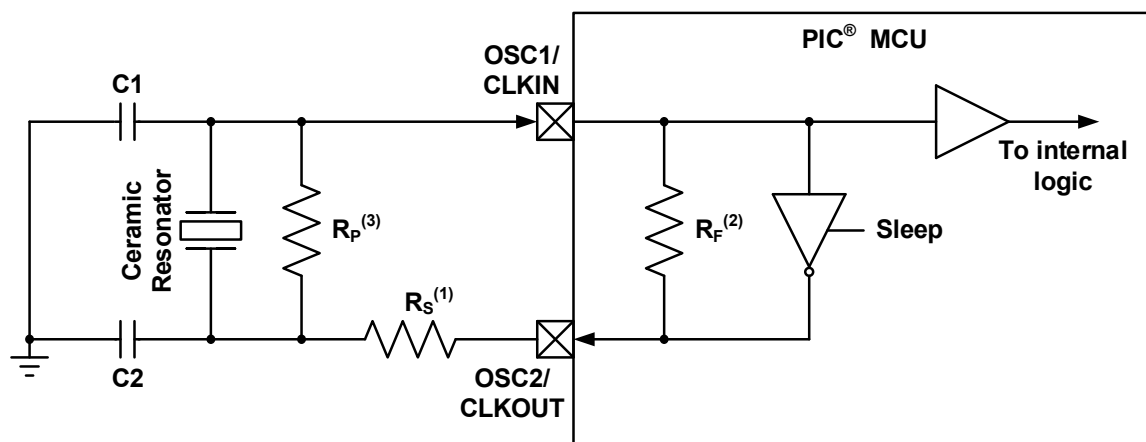 PIC® MCU
OSC1/
CLKIN
C1
To internal
logic
Ceramic
Resonator
RP(3)
RF(2)
Sleep
RS(1)
C2
OSC2/
CLKOUT